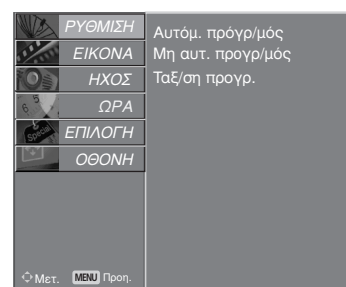 ΡΥΘΜΙΣΗ
ΕΙΚΟΝΑ
ΗΧΟΣ
ΩΡΑ
Special
ΕΠΙΛΟΓΗ
ΟΘΟΝΗ
Αυτόμ. πρόγρ/μός
Μη αυτ. προγρ/μός
Ταξ/ση προγρ.
Μετ. MENU Προη.